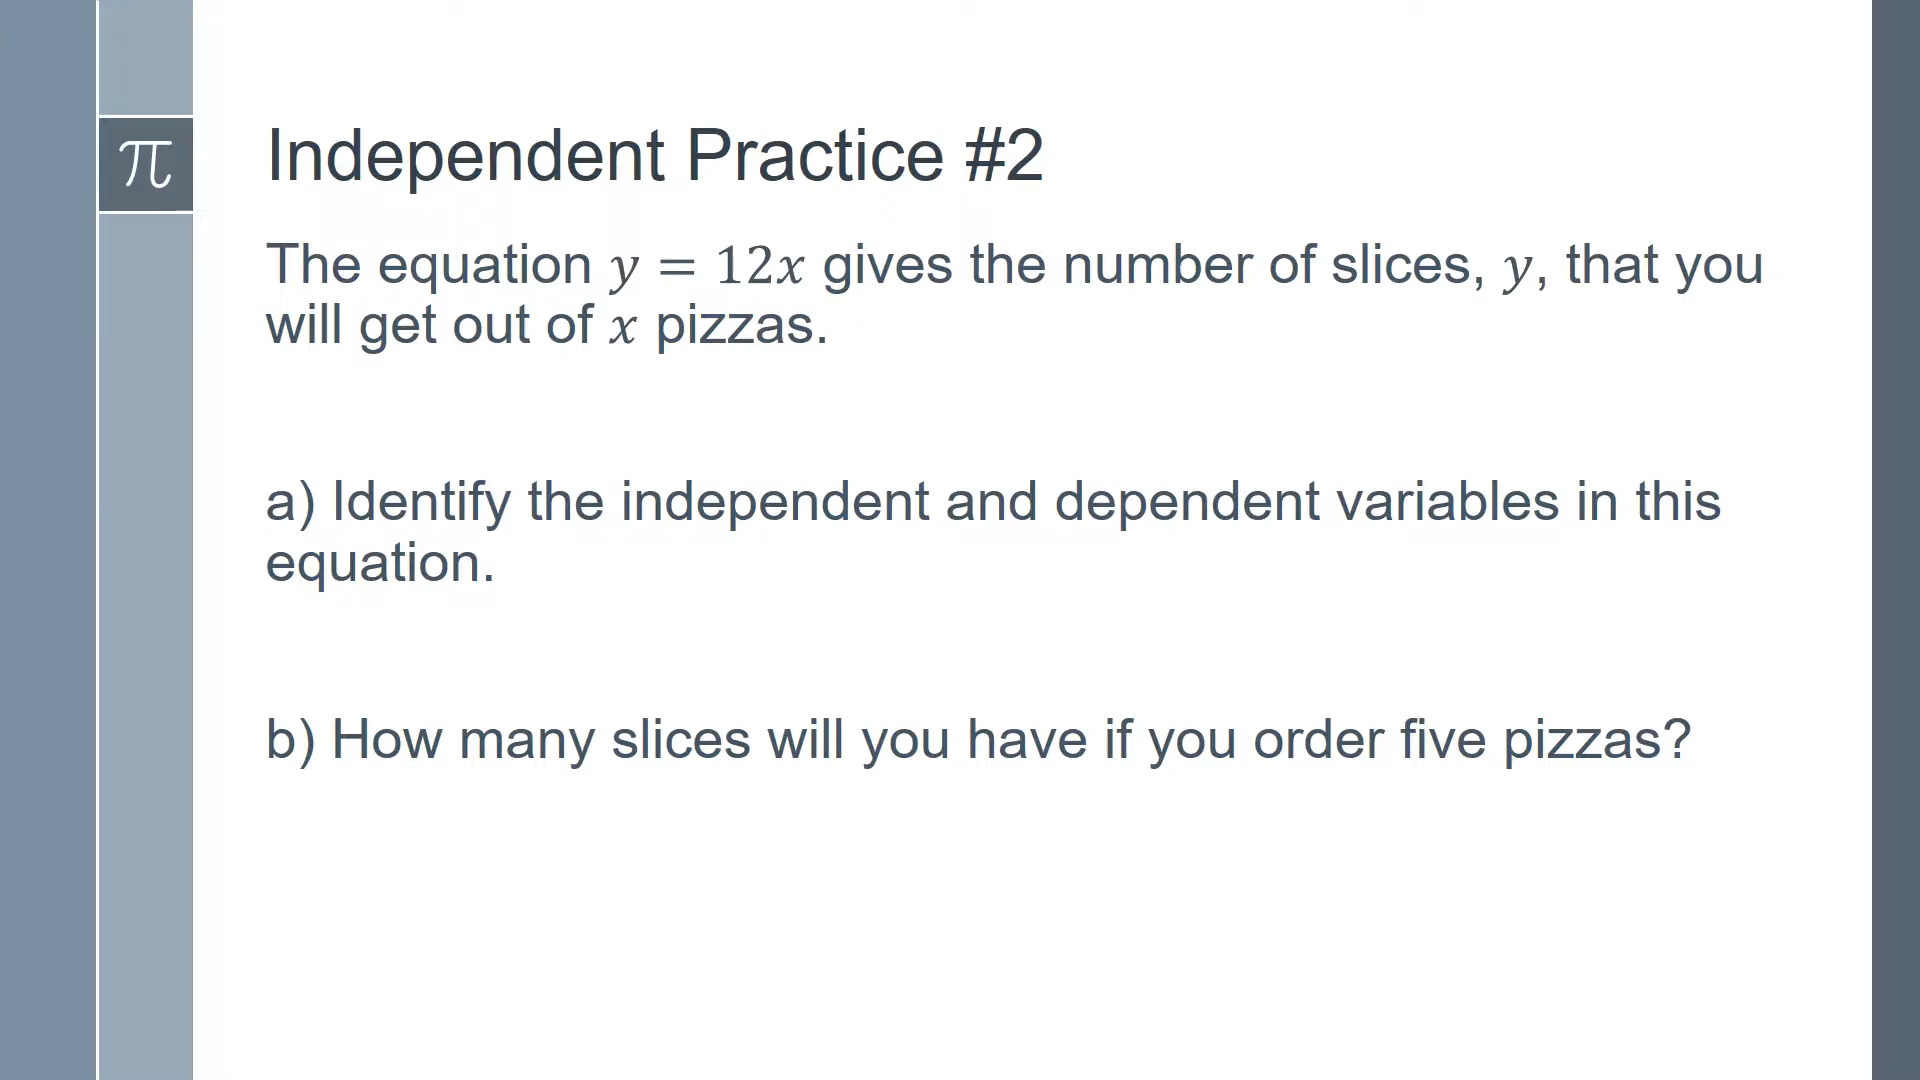 π
Independent Practice #2
The equation y = 12x gives the number of slices, y, that you
will get out of x pizzas.
a) Identify the independent and dependent variables in this
equation.
b) How many slices will you have if you order five pizzas?